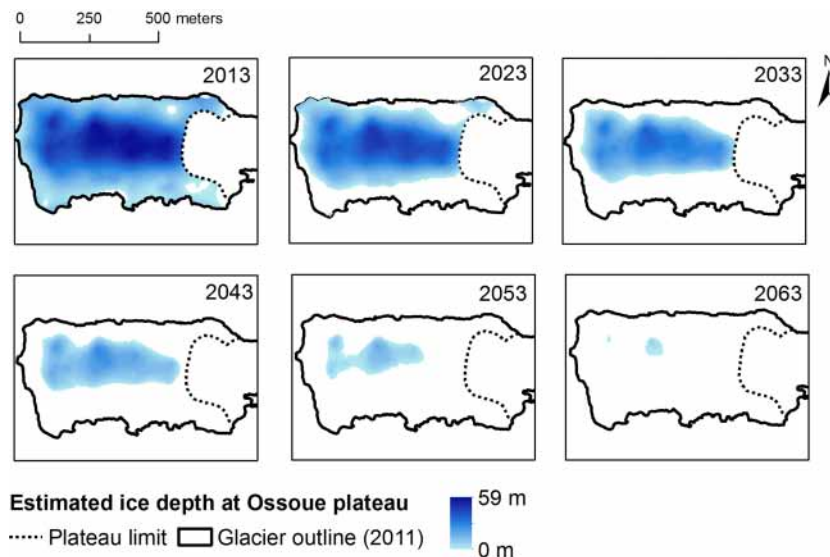 0 250 500 meters
N
2013 2023 2033
2043 2053 2063
Estimated ice depth at Ossoue plateau
59 m
0 m
Plateau limit Glacier outline (2011)